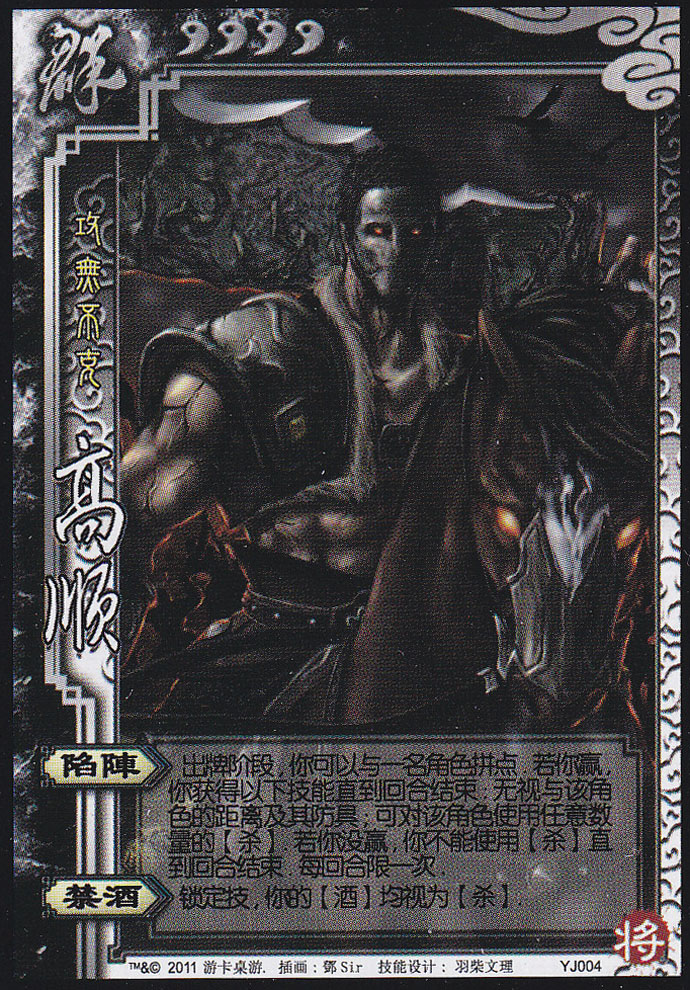 群
攻無不克
高順
陷陣
出牌阶段,你可以与一名角色拼点.若你赢,
你获得以下技能直到回合结束.无视与该角
色的距离及其防具;可对该角色使用任意数
量的【杀】.若你没赢,你不能使用【杀】直
到回合结束.每回合限一次.
禁酒
锁定技,你的【酒】均视为【杀】.
™&© 2011 游卡桌游. 插画:鄧Sir 技能设计: 羽柴文理 YJ004
将